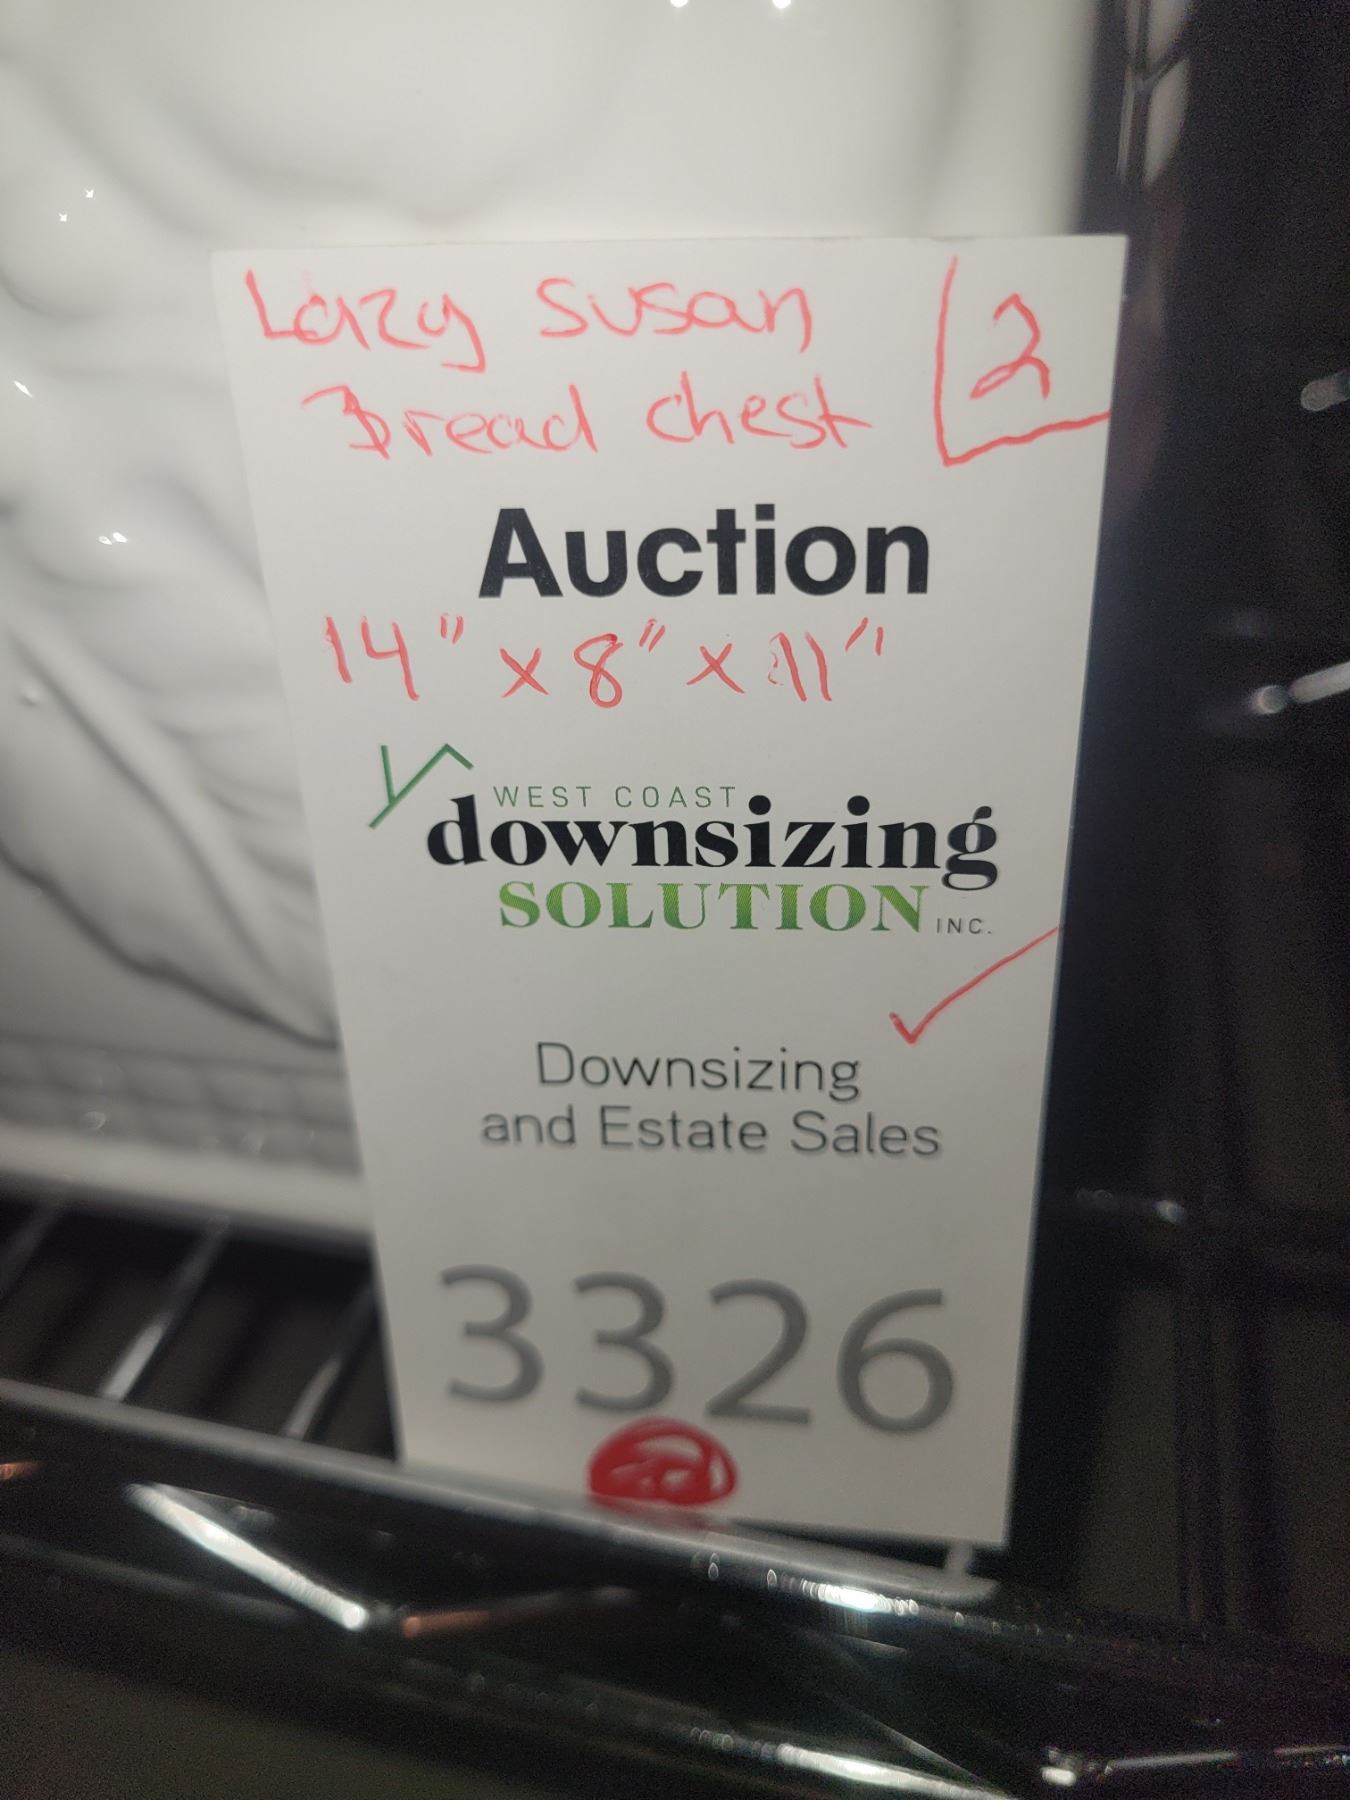 Lazy Susan
Bread chest
2
Auction
14" x 8" x 11"
WEST COAST
downsizing
SOLUTION INC.
Downsizing
and Estate Sales
3326